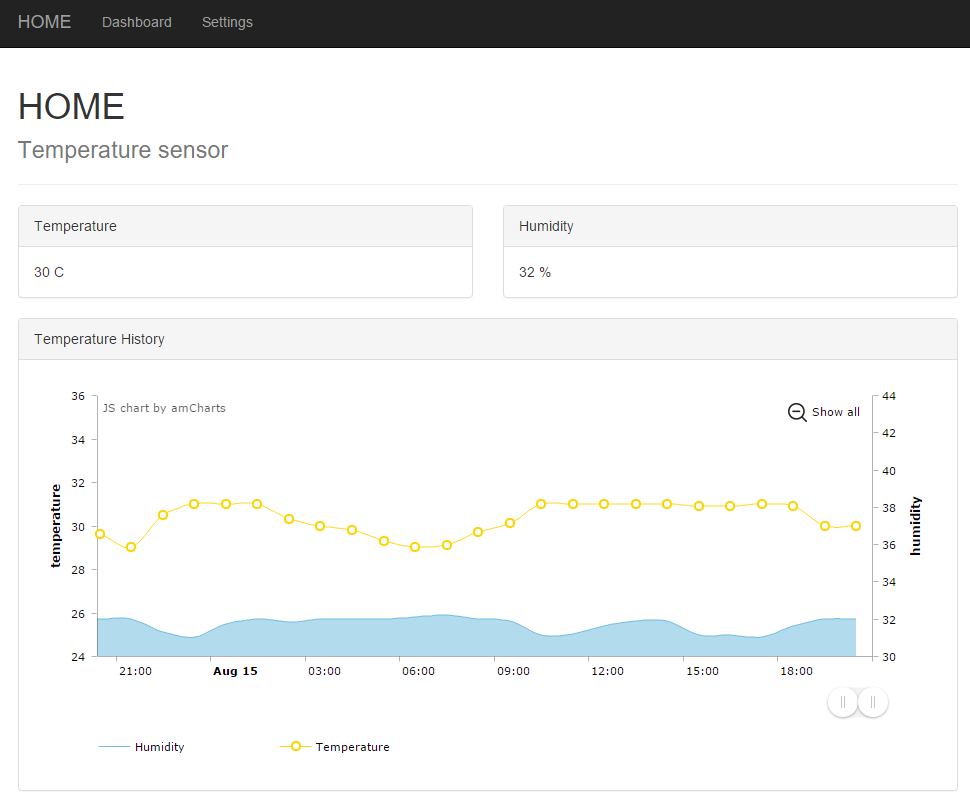 HOME Dashboard Settings
HOME
Temperature sensor
Temperature
30 C
Humidity
32 %
Temperature History
JS chart by amCharts
Show all
temperature
36
34
32
30
28
26
24
humidity
44
42
40
38
36
34
32
30
21:00 Aug 15 03:00 06:00 09:00 12:00 15:00 18:00
Humidity Temperature